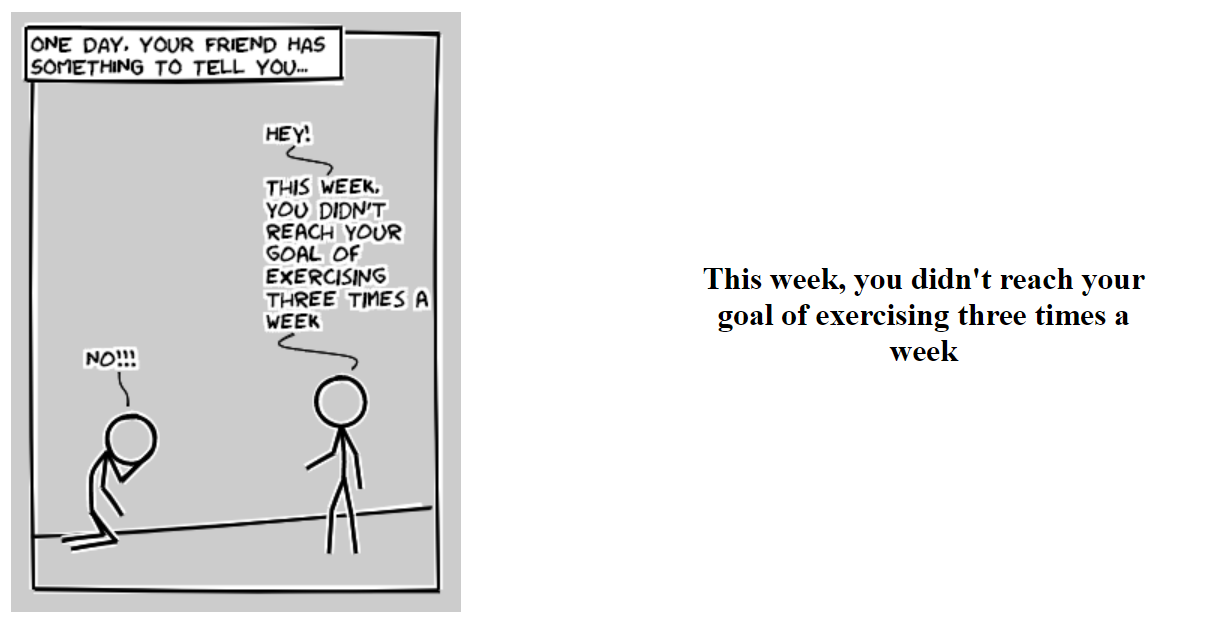 ONE DAY, YOUR FRIEND HAS
SOMETHING TO TELL YOU...
HEY!
THIS WEEK,
YOU DIDN'T
REACH YOUR
GOAL OF
EXERCISING
THREE TIMES A
WEEK
NO!!!
This week, you didn't reach your
goal of exercising three times a
week